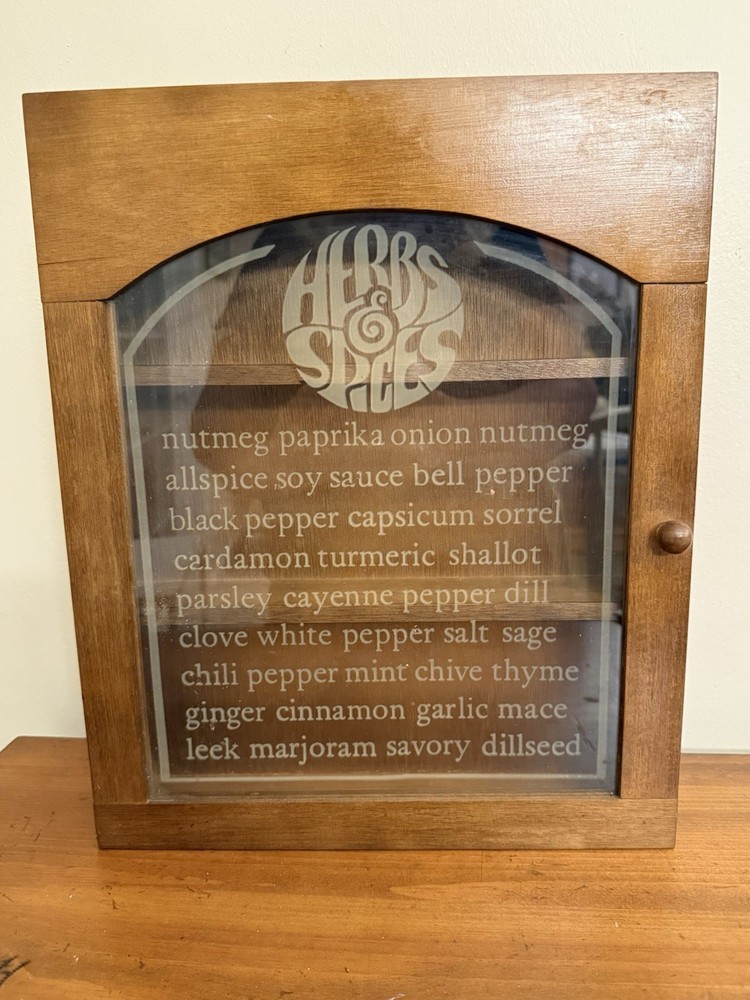 HERBS
&
SPICES
nutmeg paprika onion nutmeg
allspice soy sauce bell pepper
black pepper capsicum sorrel
cardamon turmeric shallot
parsley cayenne pepper dill
clove white pepper salt sage
chili pepper mint chive thyme
ginger cinnamon garlic mace
leek marjoram savory dillseed